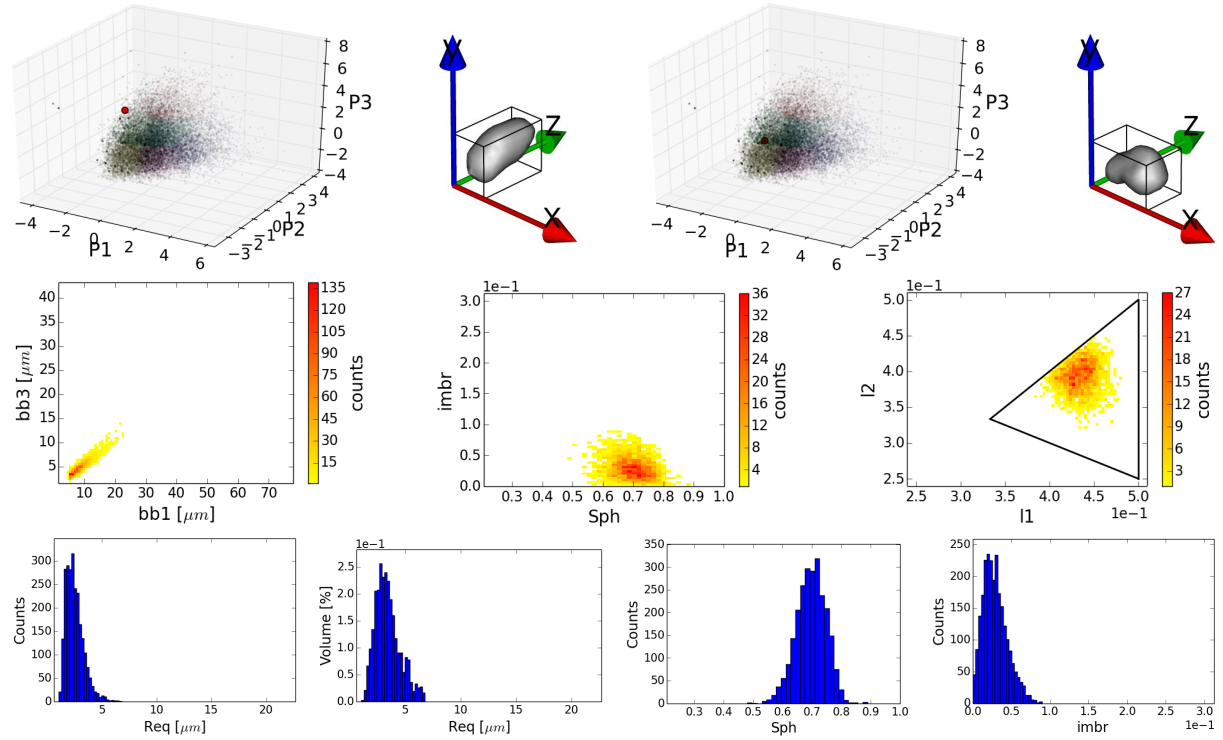 8
6
4
2
0
−2
−4
P3
−4 −2 0 2 4 6
P1
−3 −2 −1 0 1 2 3 4
P2
y
Z
X
8
6
4
2
0
−2
−4
P3
−4 −2 0 2 4 6
P1
−3 −2 −1 0 1 2 3 4
P2
y
Z
X
40
35
30
25
20
15
10
5
bb3 [μm]
10 20 30 40 50 60 70
bb1 [μm]
135
120
105
90
75
60
45
30
15
counts
1e−1
3.0
2.5
2.0
1.5
1.0
0.5
0.0
imbr
0.3 0.4 0.5 0.6 0.7 0.8 0.9 1.0
Sph
36
32
28
24
20
16
12
8
4
counts
1e−1
5.0
4.5
4.0
3.5
3.0
2.5
l2
2.5 3.0 3.5 4.0 4.5 5.0
l1
1e−1
27
24
21
18
15
12
9
6
3
counts
300
250
200
150
100
50
0
Counts
5 10 15 20
Req [μm]
1e−1
2.5
2.0
1.5
1.0
0.5
0.0
Volume [%]
5 10 15 20
Req [μm]
350
300
250
200
150
100
50
0
Counts
0.3 0.4 0.5 0.6 0.7 0.8 0.9 1.0
Sph
250
200
150
100
50
0
Counts
0.0 0.5 1.0 1.5 2.0 2.5 3.0
imbr
1e−1